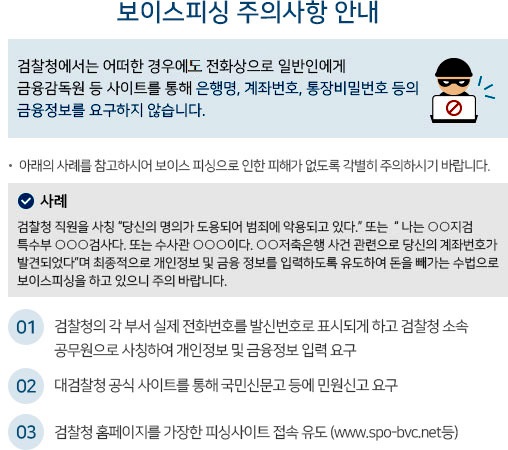 보이스피싱 주의사항 안내
검찰청에서는 어떠한 경우에도 전화상으로 일반인에게
금융감독원 등 사이트를 통해 은행명, 계좌번호, 통장비밀번호 등의
금융정보를 요구하지 않습니다.
• 아래의 사례를 참고하시어 보이스 피싱으로 인한 피해가 없도록 각별히 주의하시기 바랍니다.
사례
검찰청 직원을 사칭 “당신의 명의가 도용되어 범죄에 악용되고 있다.” 또는 “ 나는 ○○지검
특수부 ○○○검사다. 또는 수사관 ○○○이다. ○○저축은행 사건 관련으로 당신의 계좌번호가
발견되었다”며 최종적으로 개인정보 및 금융 정보를 입력하도록 유도하여 돈을 빼가는 수법으로
보이스피싱을 하고 있으니 주의 바랍니다.
01 검찰청의 각 부서 실제 전화번호를 발신번호로 표시되게 하고 검찰청 소속
공무원으로 사칭하여 개인정보 및 금융정보 입력 요구
02 대검찰청 공식 사이트를 통해 국민신문고 등에 민원신고 요구
03 검찰청 홈페이지를 가장한 피싱사이트 접속 유도 (www.spo-bvc.net등)